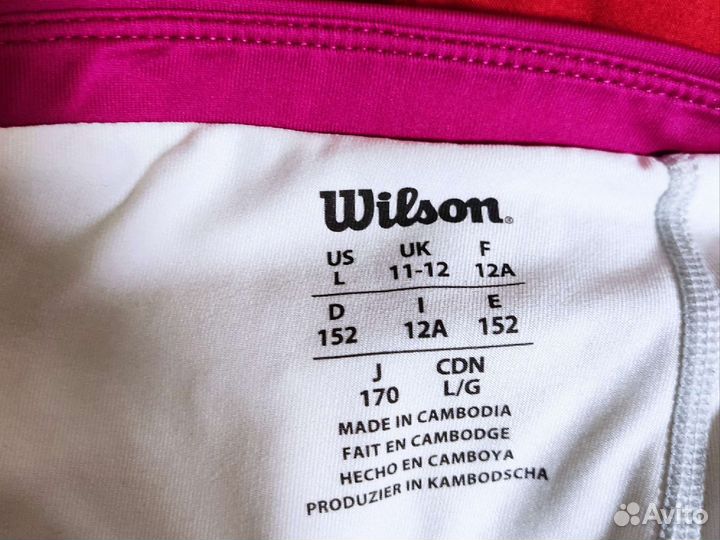 Wilson®
US UK F
L 11-12 12A
D I E
152 12A 152
J CDN
170 L/G
MADE IN CAMBODIA
FAIT EN CAMBODGE
HECHO EN CAMBOYA
PRODUZIER IN KAMBODSCHA
Avito